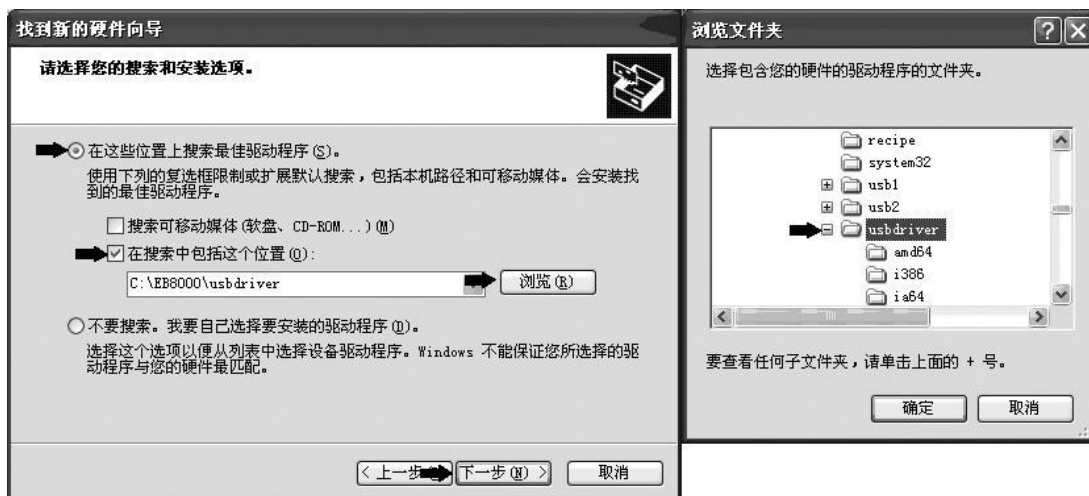 找到新的硬件向导
请选择您的搜索和安装选项。
在这些位置上搜索最佳驱动程序(S)。
使用下列的复选框限制或扩展默认搜索，包括本机路径和可移动媒体。会安装找
到的最佳驱动程序。
搜索可移动媒体(软盘、CD-ROM...)(M)
在搜索中包括这个位置(O):
C:\EB8000\usbdriver
浏览(R)
不要搜索。我要自己选择要安装的驱动程序(D)。
选择这个选项以便从列表中选择设备驱动程序。Windows 不能保证您所选择的驱
动程序与您的硬件最匹配。
< 上一步
下一步(N) >
取消
浏览文件夹
选择包含您的硬件的驱动程序的文件夹。
recipe
system32
usb1
usb2
usbdriver
amd64
i386
ia64
要查看任何子文件夹，请单击上面的 + 号。
确定
取消